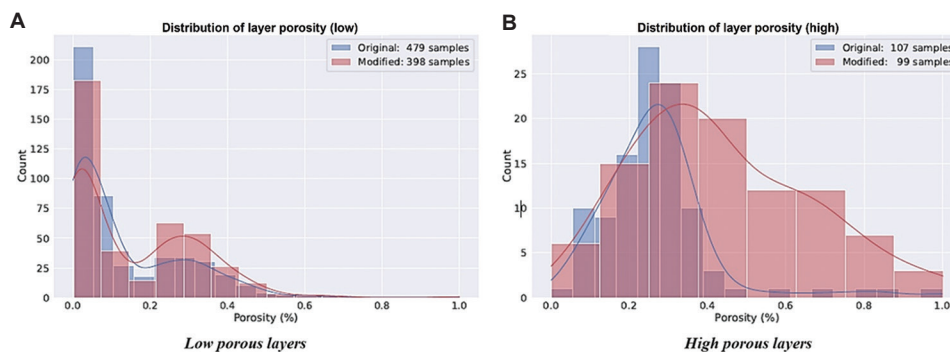 A
Distribution of layer porosity (low)
Original: 479 samples
Modified: 398 samples
200
175
150
125
100
75
50
25
0
Count
0.0 0.2 0.4 0.6 0.8 1.0
Porosity (%)
Low porous layers
B
Distribution of layer porosity (high)
Original: 107 samples
Modified: 99 samples
25
20
15
10
5
0
Count
0.0 0.2 0.4 0.6 0.8 1.0
Porosity (%)
High porous layers